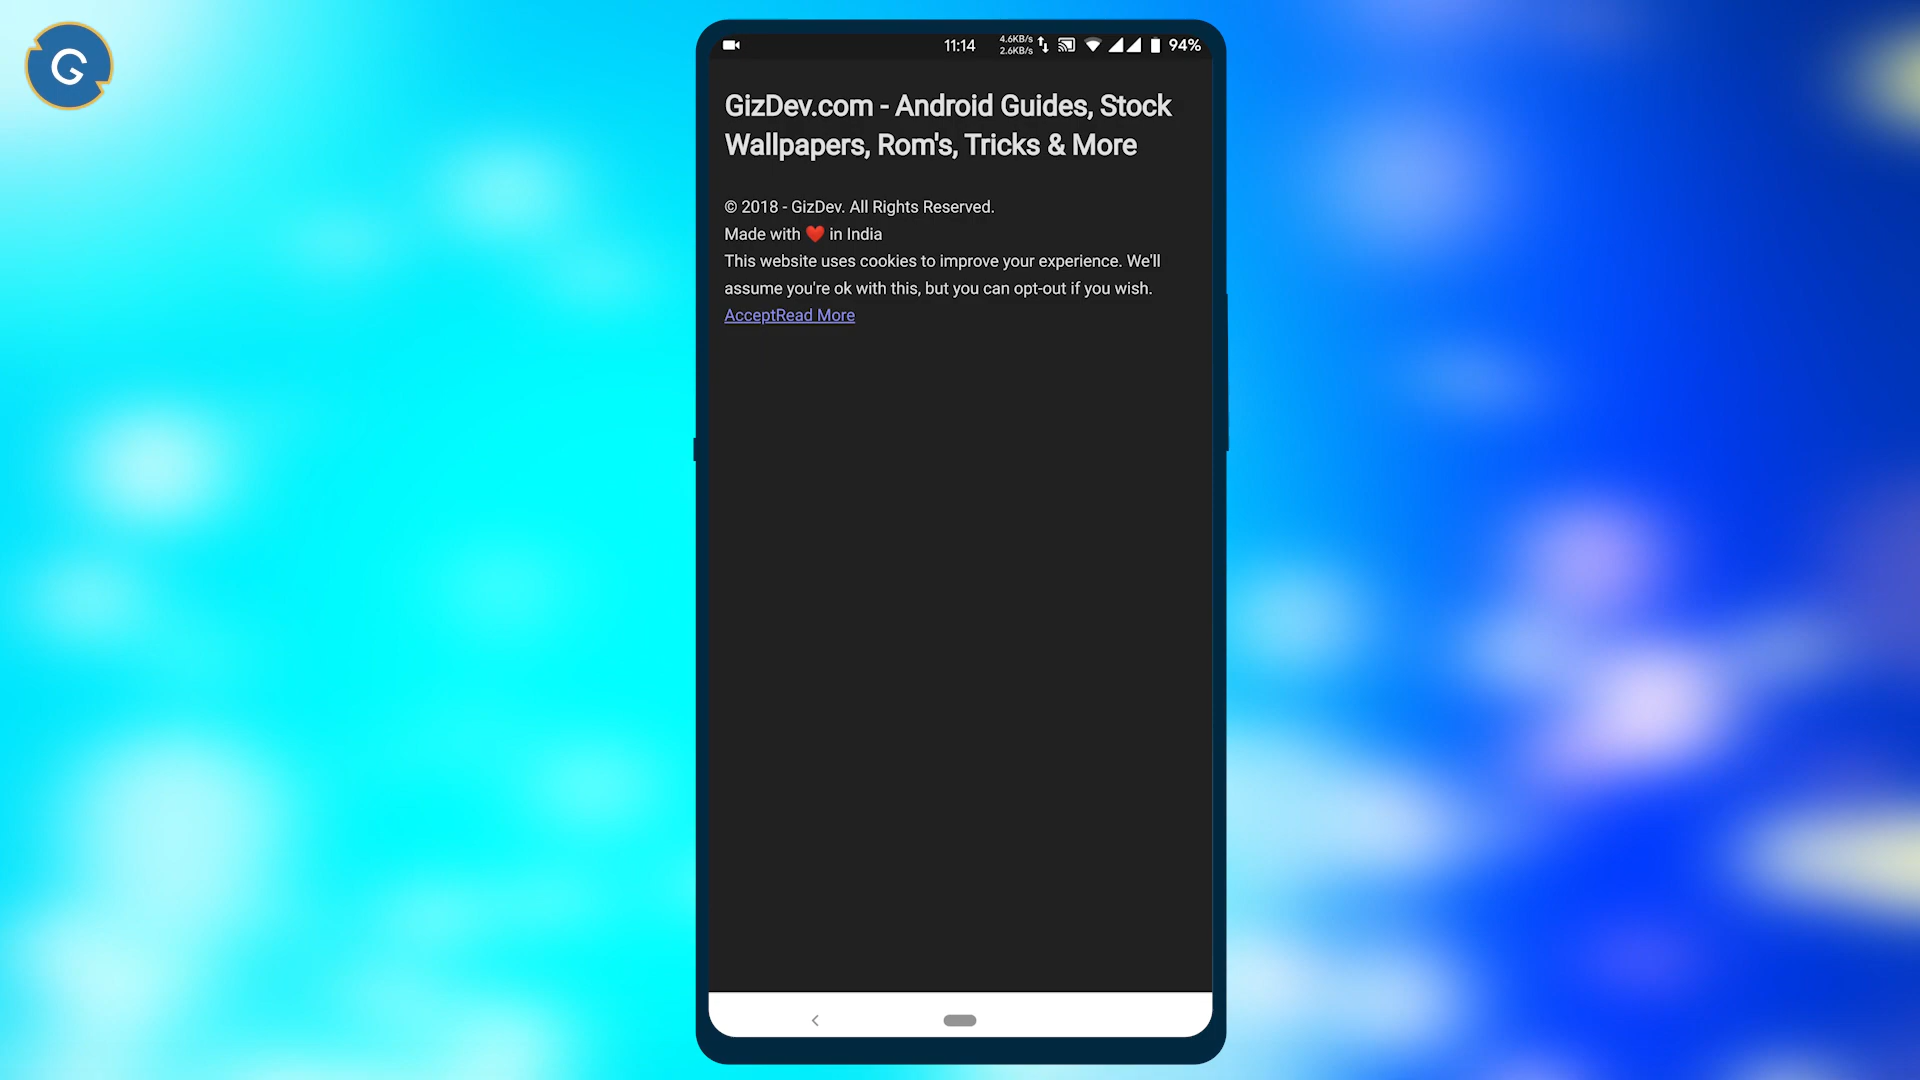 G
11:14
4.6KB/s
2.6KB/s
94%
GizDev.com - Android Guides, Stock
Wallpapers, Rom's, Tricks & More
© 2018 - GizDev. All Rights Reserved.
Made with ❤️ in India
This website uses cookies to improve your experience. We'll
assume you're ok with this, but you can opt-out if you wish.
AcceptRead More